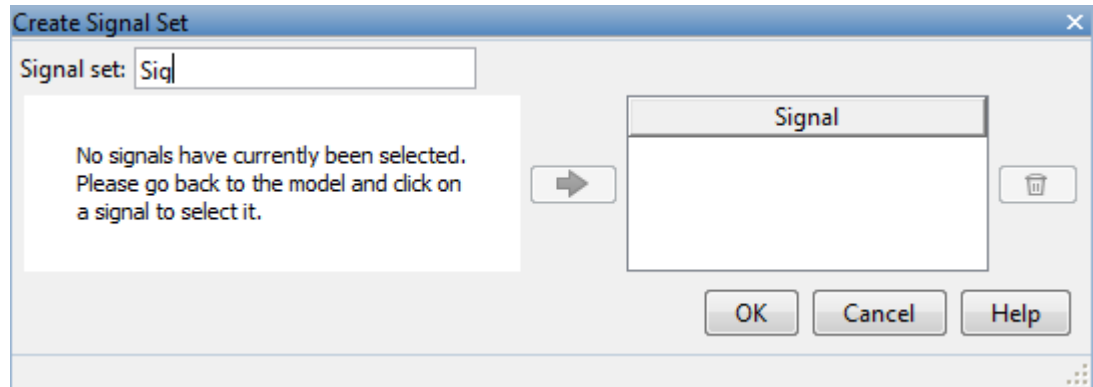 Create Signal Set
Signal set: Sig
No signals have currently been selected.
Please go back to the model and click on
a signal to select it.
Signal
OK Cancel Help